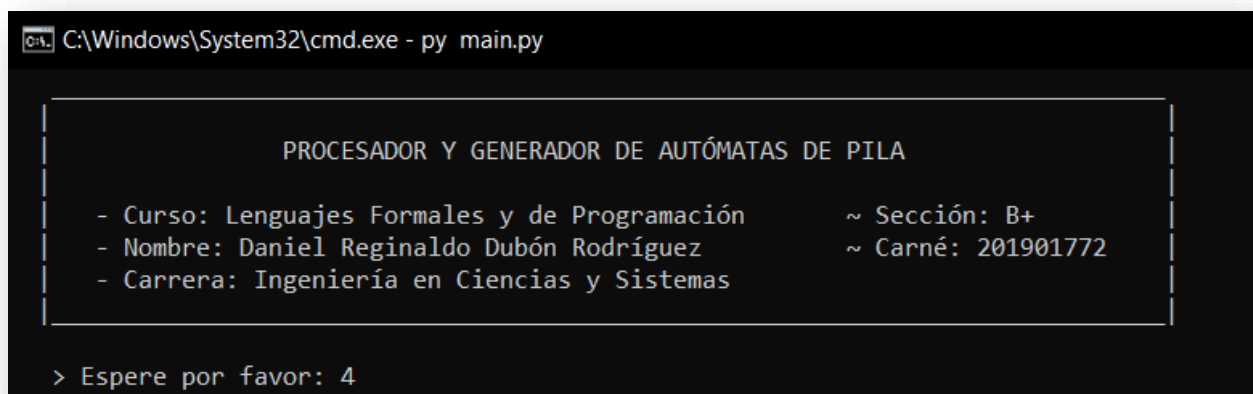 C:\Windows\System32\cmd.exe - py  main.py
PROCESADOR Y GENERADOR DE AUTÓMATAS DE PILA
- Curso: Lenguajes Formales y de Programación ~ Sección: B+
- Nombre: Daniel Reginaldo Dubón Rodríguez ~ Carné: 201901772
- Carrera: Ingeniería en Ciencias y Sistemas
> Espere por favor: 4